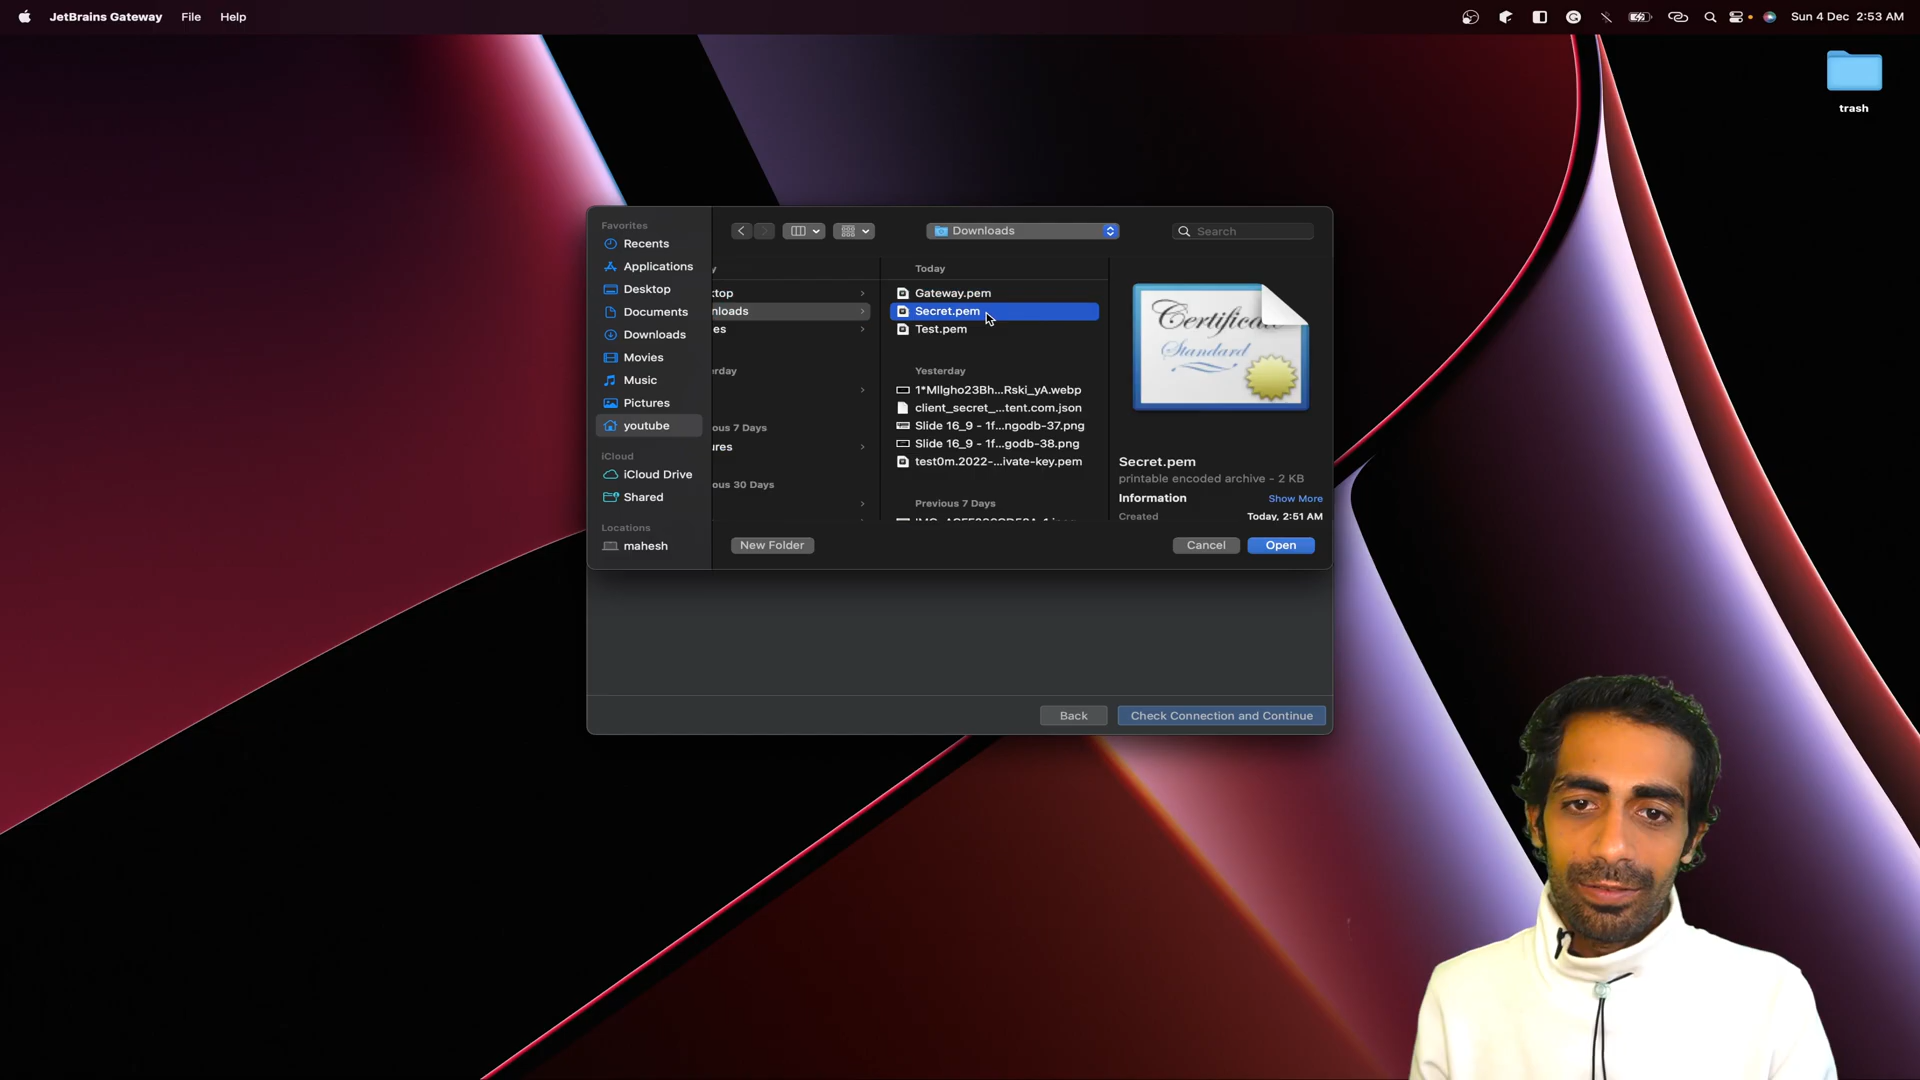 JetBrains Gateway File Help
Sun 4 Dec 2:53 AM
trash
Favorites
Recents
Applications
Desktop
Documents
Downloads
Movies
Music
Pictures
youtube
iCloud
iCloud Drive
Shared
Locations
mahesh
Downloads
Search
y
top
nloads
es
rday
ous 7 Days
ures
ous 30 Days
Today
Gateway.pem
Secret.pem
Test.pem
Yesterday
1*Mllgho23Bh...Rski_yA.webp
client_secret_...tent.com.json
Slide 16_9 - 1f...ngodb-37.png
Slide 16_9 - 1f...godb-38.png
test0m.2022-...ivate-key.pem
Previous 7 Days
Certificate
Standard
Secret.pem
printable encoded archive - 2 KB
Information Show More
Created Today, 2:51 AM
New Folder Cancel Open
Back Check Connection and Continue